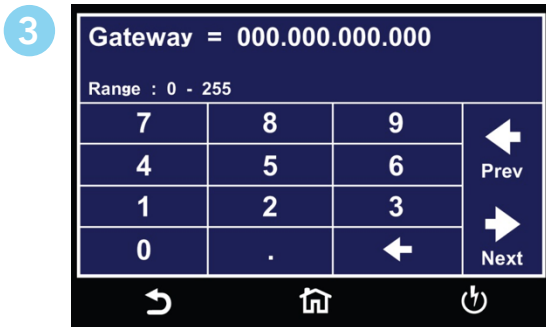 3
Gateway = 000.000.000.000
Range : 0 - 255
7 8 9
4 5 6
Prev
1 2 3
0 .
Next